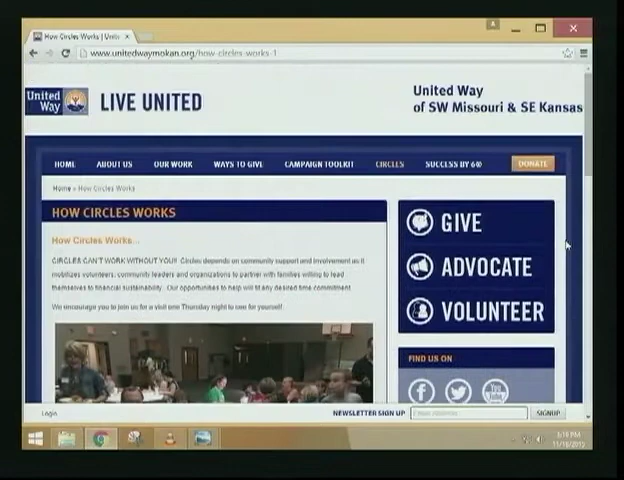 How Circles Works | Unite
www.unitedwaymokan.org/how-circles-works-1
United Way
LIVE UNITED
United Way
of SW Missouri & SE Kansas
HOME ABOUT US OUR WORK WAYS TO GIVE CAMPAIGN TOOLKIT CIRCLES SUCCESS BY 6® DONATE
Home » How Circles Works
HOW CIRCLES WORKS
How Circles Works...
CIRCLES CAN'T WORK WITHOUT YOU!! Circles depends on community support and involvement as it
mobilizes volunteers, community leaders and organizations to partner with families willing to lead
themselves to financial sustainability. Our opportunities to help will fit any desired time commitment.
We encourage you to join us for a visit one Thursday night to see for yourself.
GIVE
ADVOCATE
VOLUNTEER
FIND US ON
You
Tube
Login
NEWSLETTER SIGN UP Email Address SIGNUP